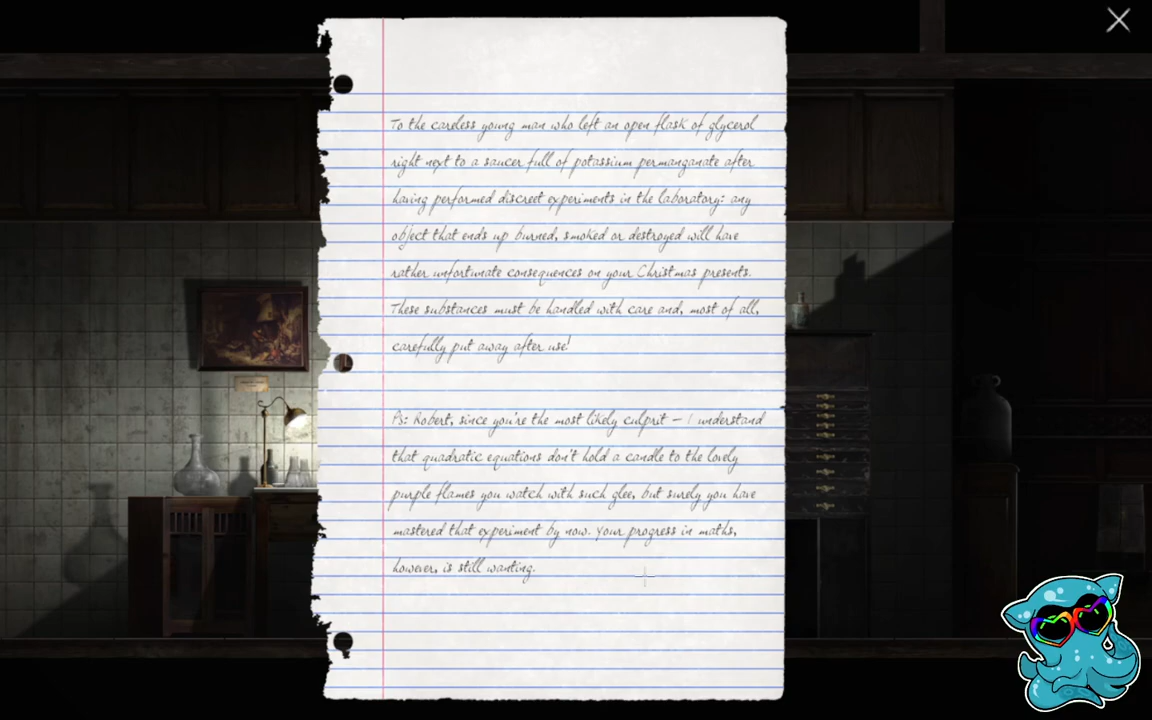 To the careless young man who left an open flask of glycerol
right next to a saucer full of potassium permanganate after
having performed discreet experiments in the laboratory: any
object that ends up burned, smoked or destroyed will have
rather unfortunate consequences on your Christmas presents.
These substances must be handled with care and, most of all,
carefully put away after use!
PS: Robert, since you're the most likely culprit – I understand
that quadratic equations don't hold a candle to the lovely
purple flames you watch with such glee, but surely you have
mastered that experiment by now. Your progress in maths,
however, is still wanting.